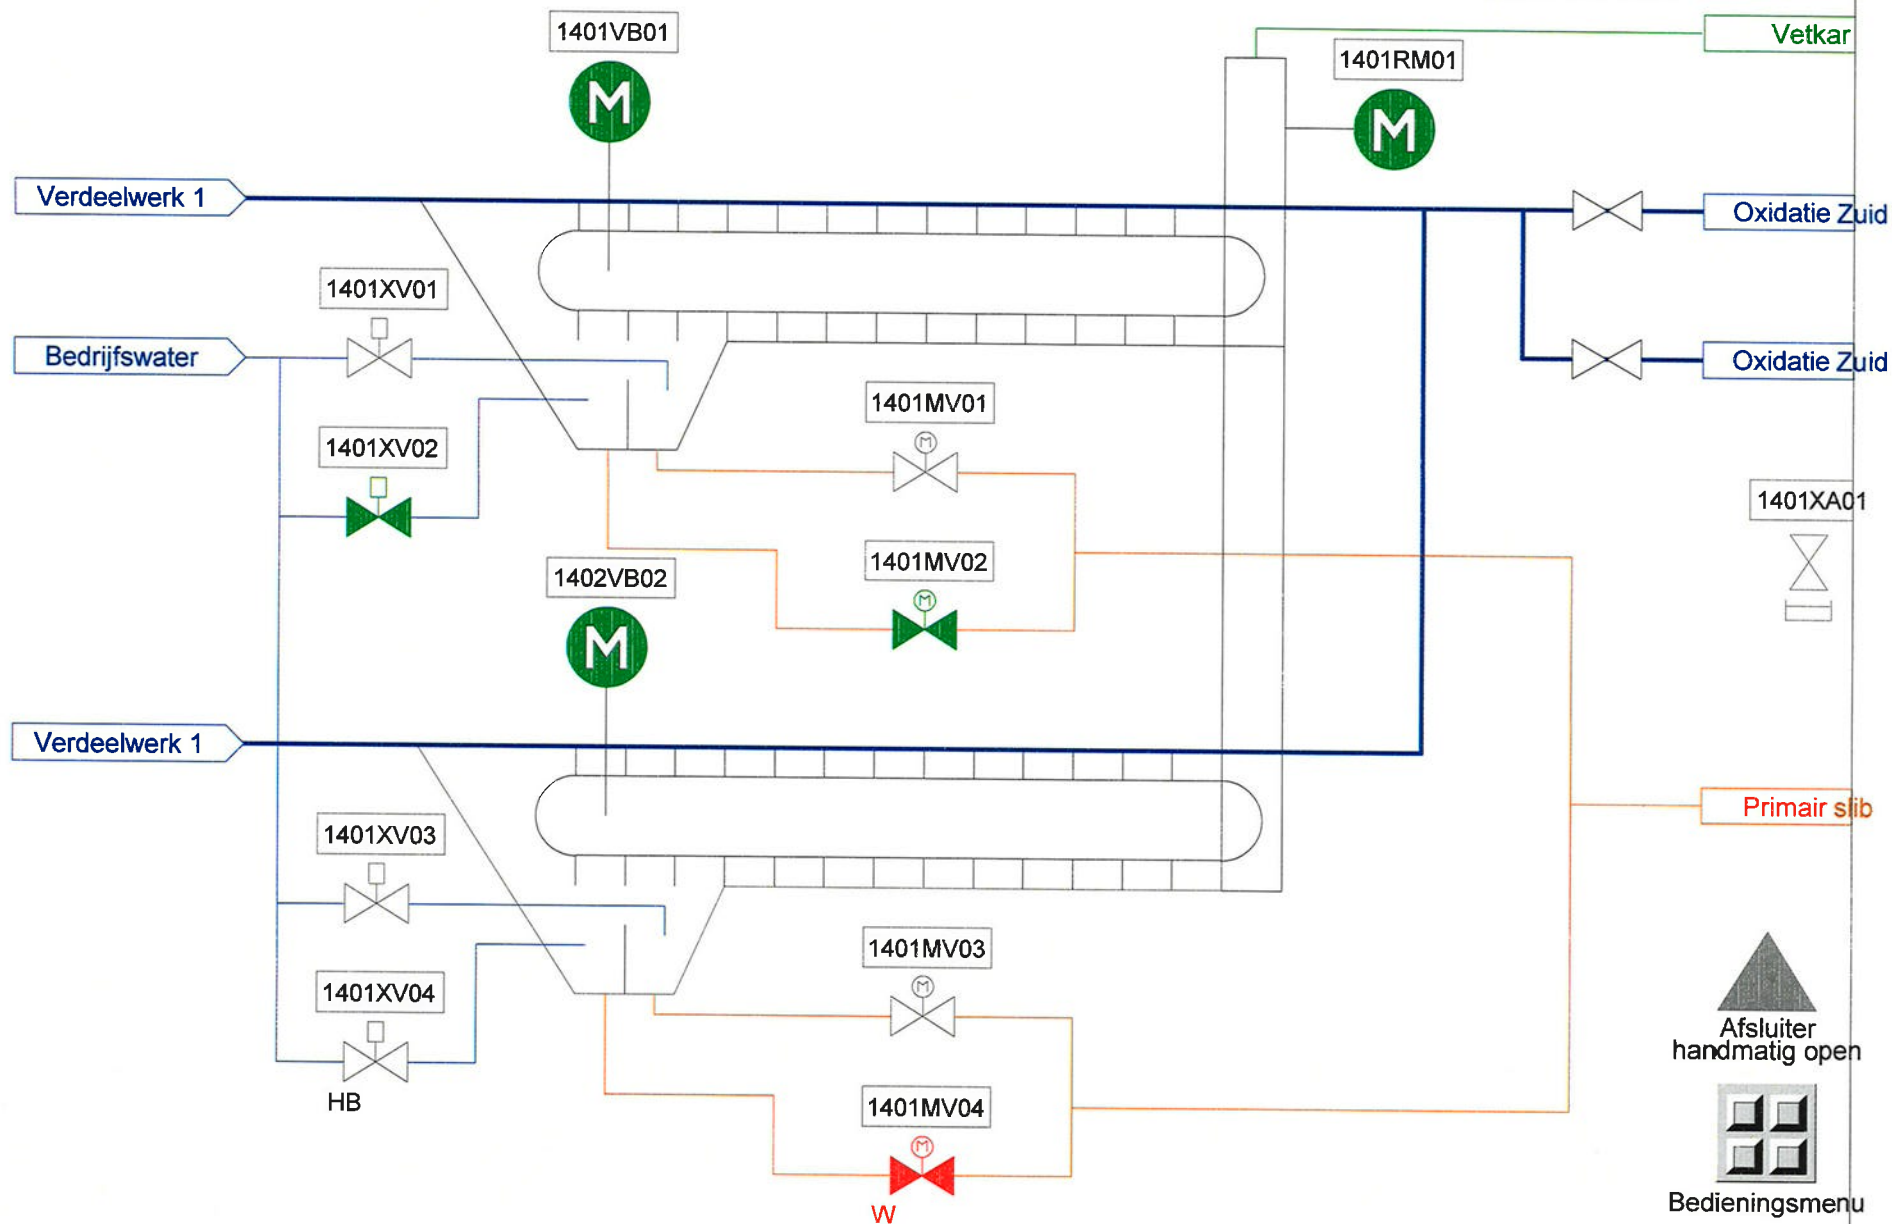 1401VB01
Vetkar
1401RM01
M
M
Verdeelwerk 1
Oxidatie Zuid
1401XV01
Bedrijfswater
Oxidatie Zuid
1401MV01
M
1401XV02
1401XA01
1401MV02
M
1402VB02
M
Verdeelwerk 1
Primair slib
1401XV03
1401MV03
M
1401XV04
HB
Afsluiter
handmatig open
1401MV04
M
W
Bedieningsmenu